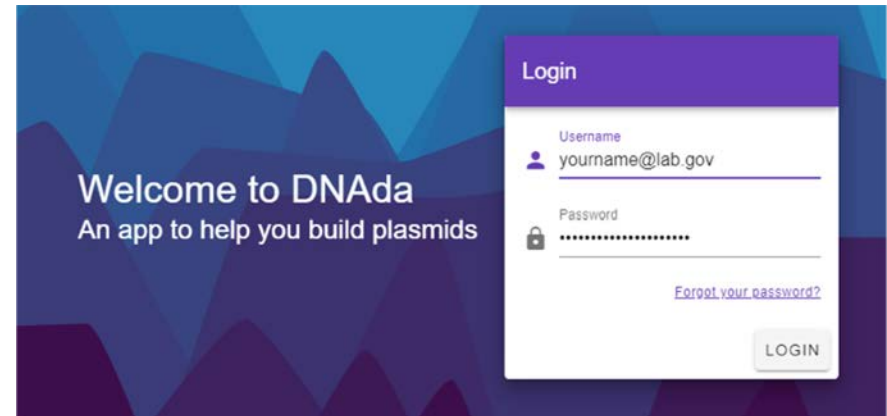 Welcome to DNAda
An app to help you build plasmids
Login
Username
yourname@lab.gov
Password
•••••••••••••••••••••
Forgot your password?
LOGIN